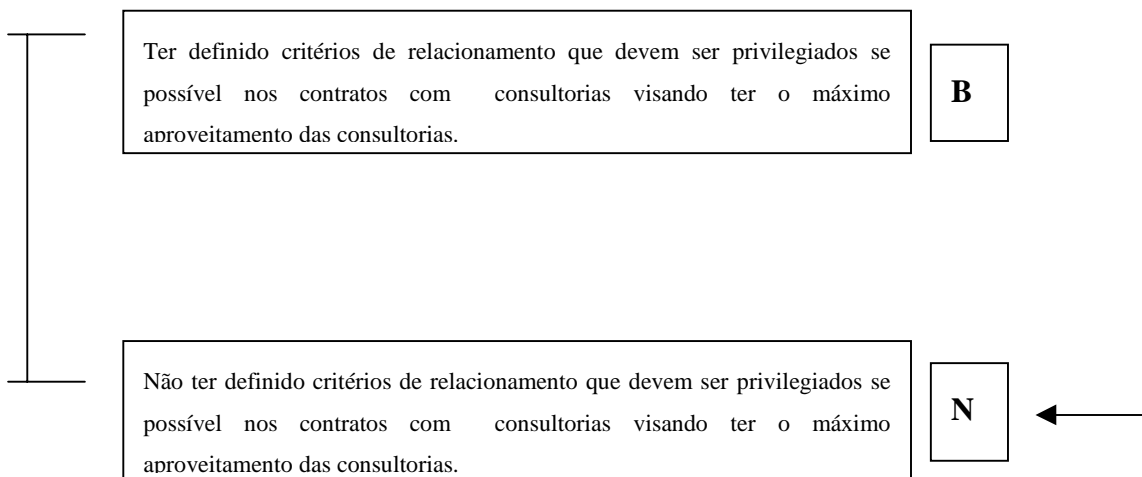 Ter definido critérios de relacionamento que devem ser privilegiados se
possível nos contratos com consultorias visando ter o máximo
aproveitamento das consultorias.
B
Não ter definido critérios de relacionamento que devem ser privilegiados se
possível nos contratos com consultorias visando ter o máximo
aproveitamento das consultorias.
N